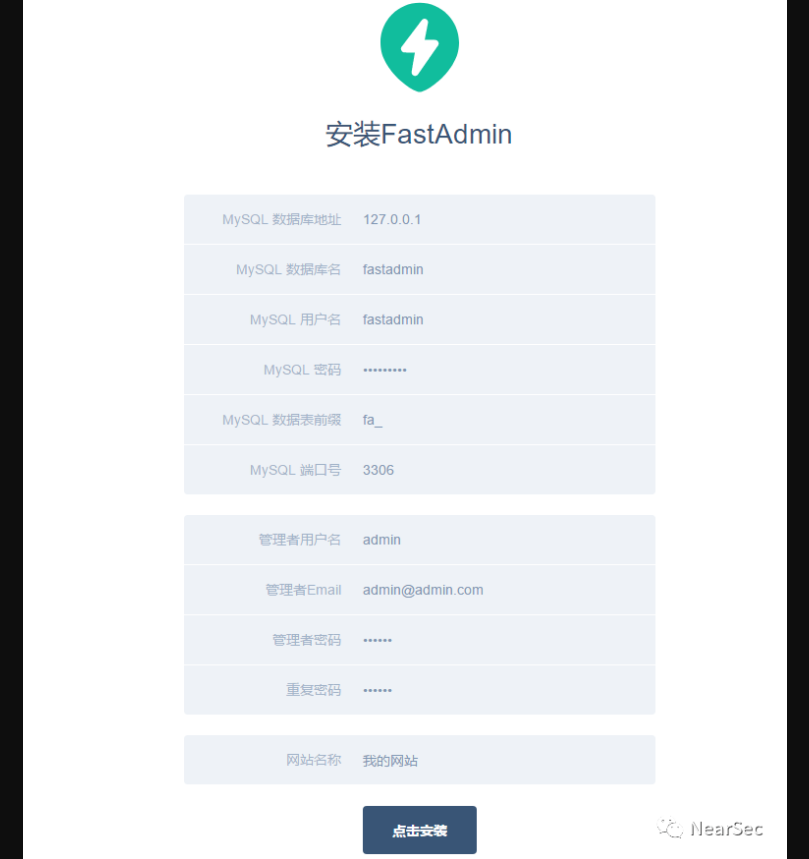 安装FastAdmin
MySQL 数据库地址 127.0.0.1
MySQL 数据库名 fastadmin
MySQL 用户名 fastadmin
MySQL 密码 •••••••••
MySQL 数据表前缀 fa_
MySQL 端口号 3306
管理者用户名 admin
管理者Email admin@admin.com
管理者密码 ••••••
重复密码 ••••••
网站名称 我的网站
点击安装
NearSec